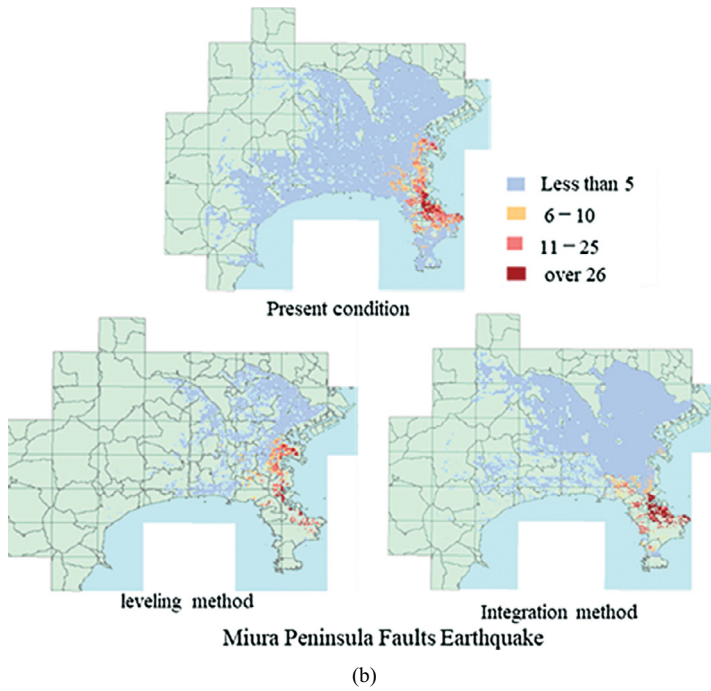 Less than 5
6 – 10
11 – 25
over 26
Present condition
leveling method
Integration method
Miura Peninsula Faults Earthquake
(b)